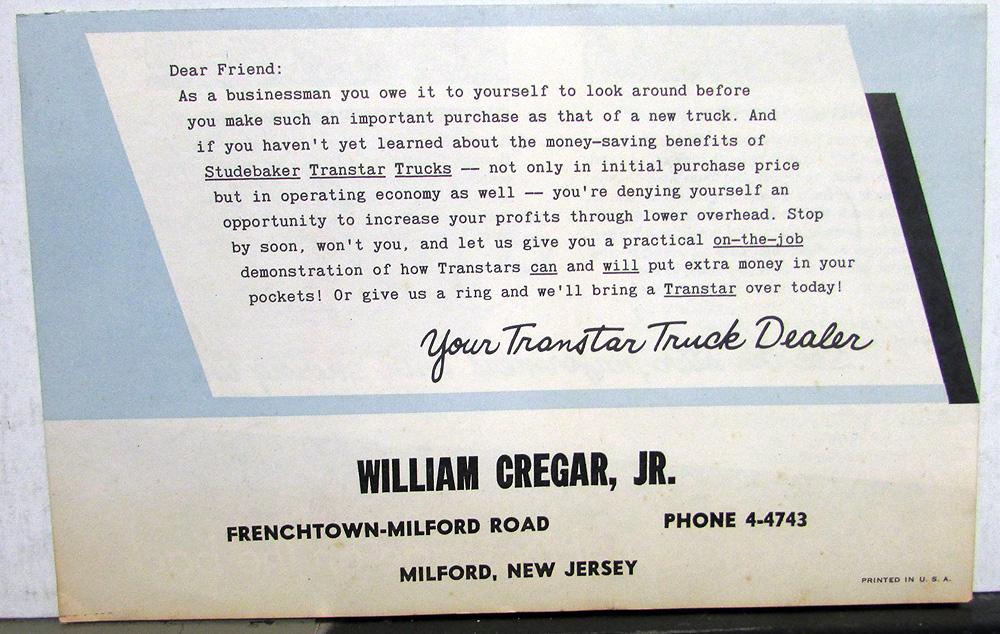 Dear Friend:
As a businessman you owe it to yourself to look around before
you make such an important purchase as that of a new truck. And
if you haven't yet learned about the money-saving benefits of
Studebaker Transtar Trucks -- not only in initial purchase price
but in operating economy as well -- you're denying yourself an
opportunity to increase your profits through lower overhead. Stop
by soon, won't you, and let us give you a practical on-the-job
demonstration of how Transtars can and will put extra money in your
pockets! Or give us a ring and we'll bring a Transtar over today!
Your Transtar Truck Dealer
WILLIAM CREGAR, JR.
FRENCHTOWN-MILFORD ROAD PHONE 4-4743
MILFORD, NEW JERSEY
PRINTED IN U. S. A.